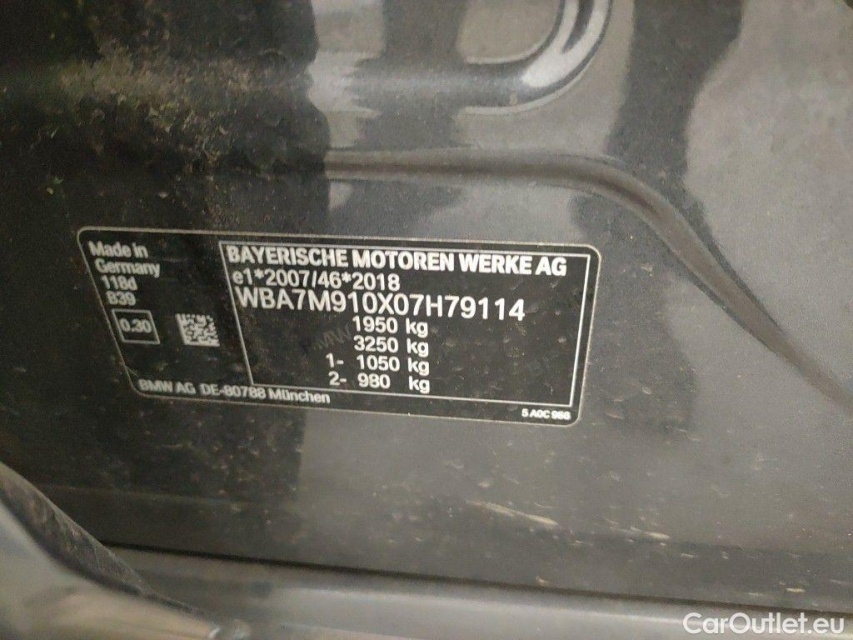 Made in
Germany
118d
B39
0.30
BAYERISCHE MOTOREN WERKE AG
e1*2007/46*2018
WBA7M910X07H79114
1950 kg
3250 kg
1- 1050 kg
2- 980 kg
BMW AG DE-80788 München
5 A0C 986
CarOutlet.eu